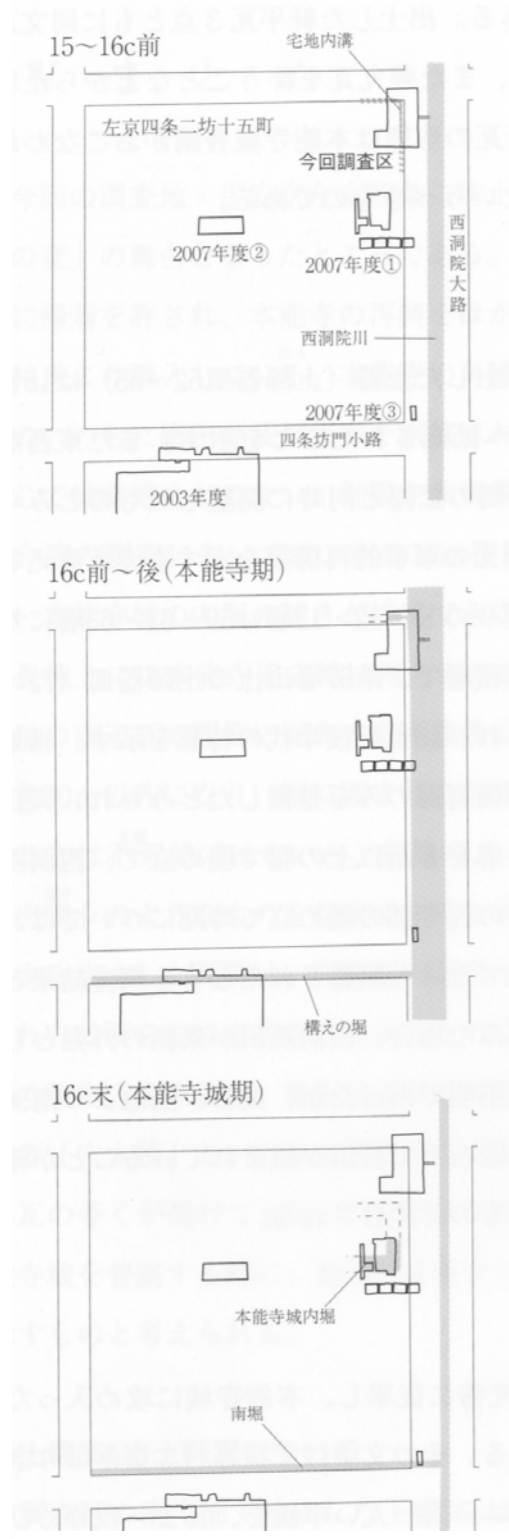 15～16c前
宅地内溝
左京四条二坊十五町
今回調査区
2007年度②
2007年度①
西洞院大路
西洞院川
2007年度③
四条坊門小路
2003年度
16c前～後(本能寺期)
構えの堀
16c末(本能寺城期)
本能寺城内堀
南堀